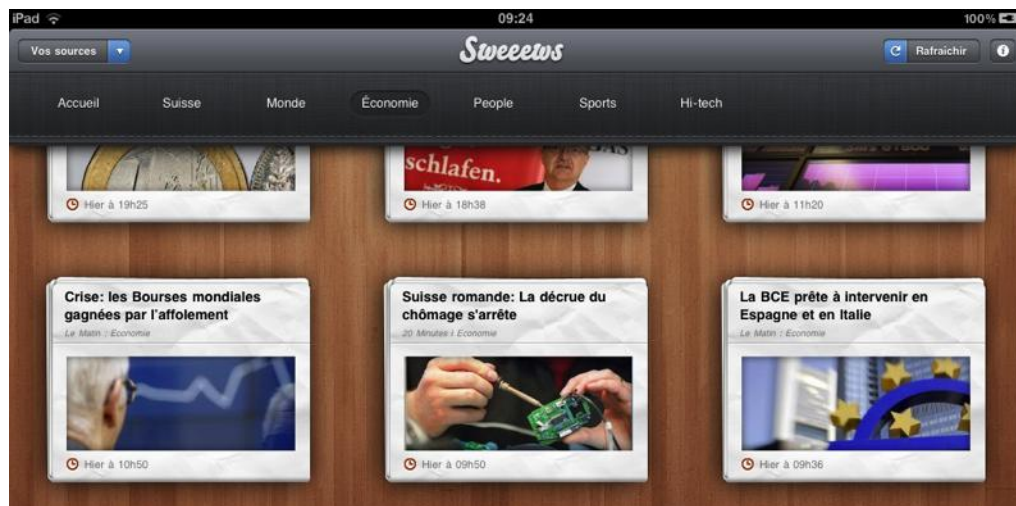 iPad 09:24 100%
Vos sources Sweeews Rafraîchir
Accueil Suisse Monde Économie People Sports Hi-tech
schlafen.
Hier à 19h25
Hier à 18h38
Hier à 11h20
Crise: les Bourses mondiales
gagnées par l'affolement
Le Matin : Economie
Hier à 10h50
Suisse romande: La décrue du
chômage s'arrête
20 Minutes | Economie
Hier à 09h50
La BCE prête à intervenir en
Espagne et en Italie
Le Matin : Economie
Hier à 09h36